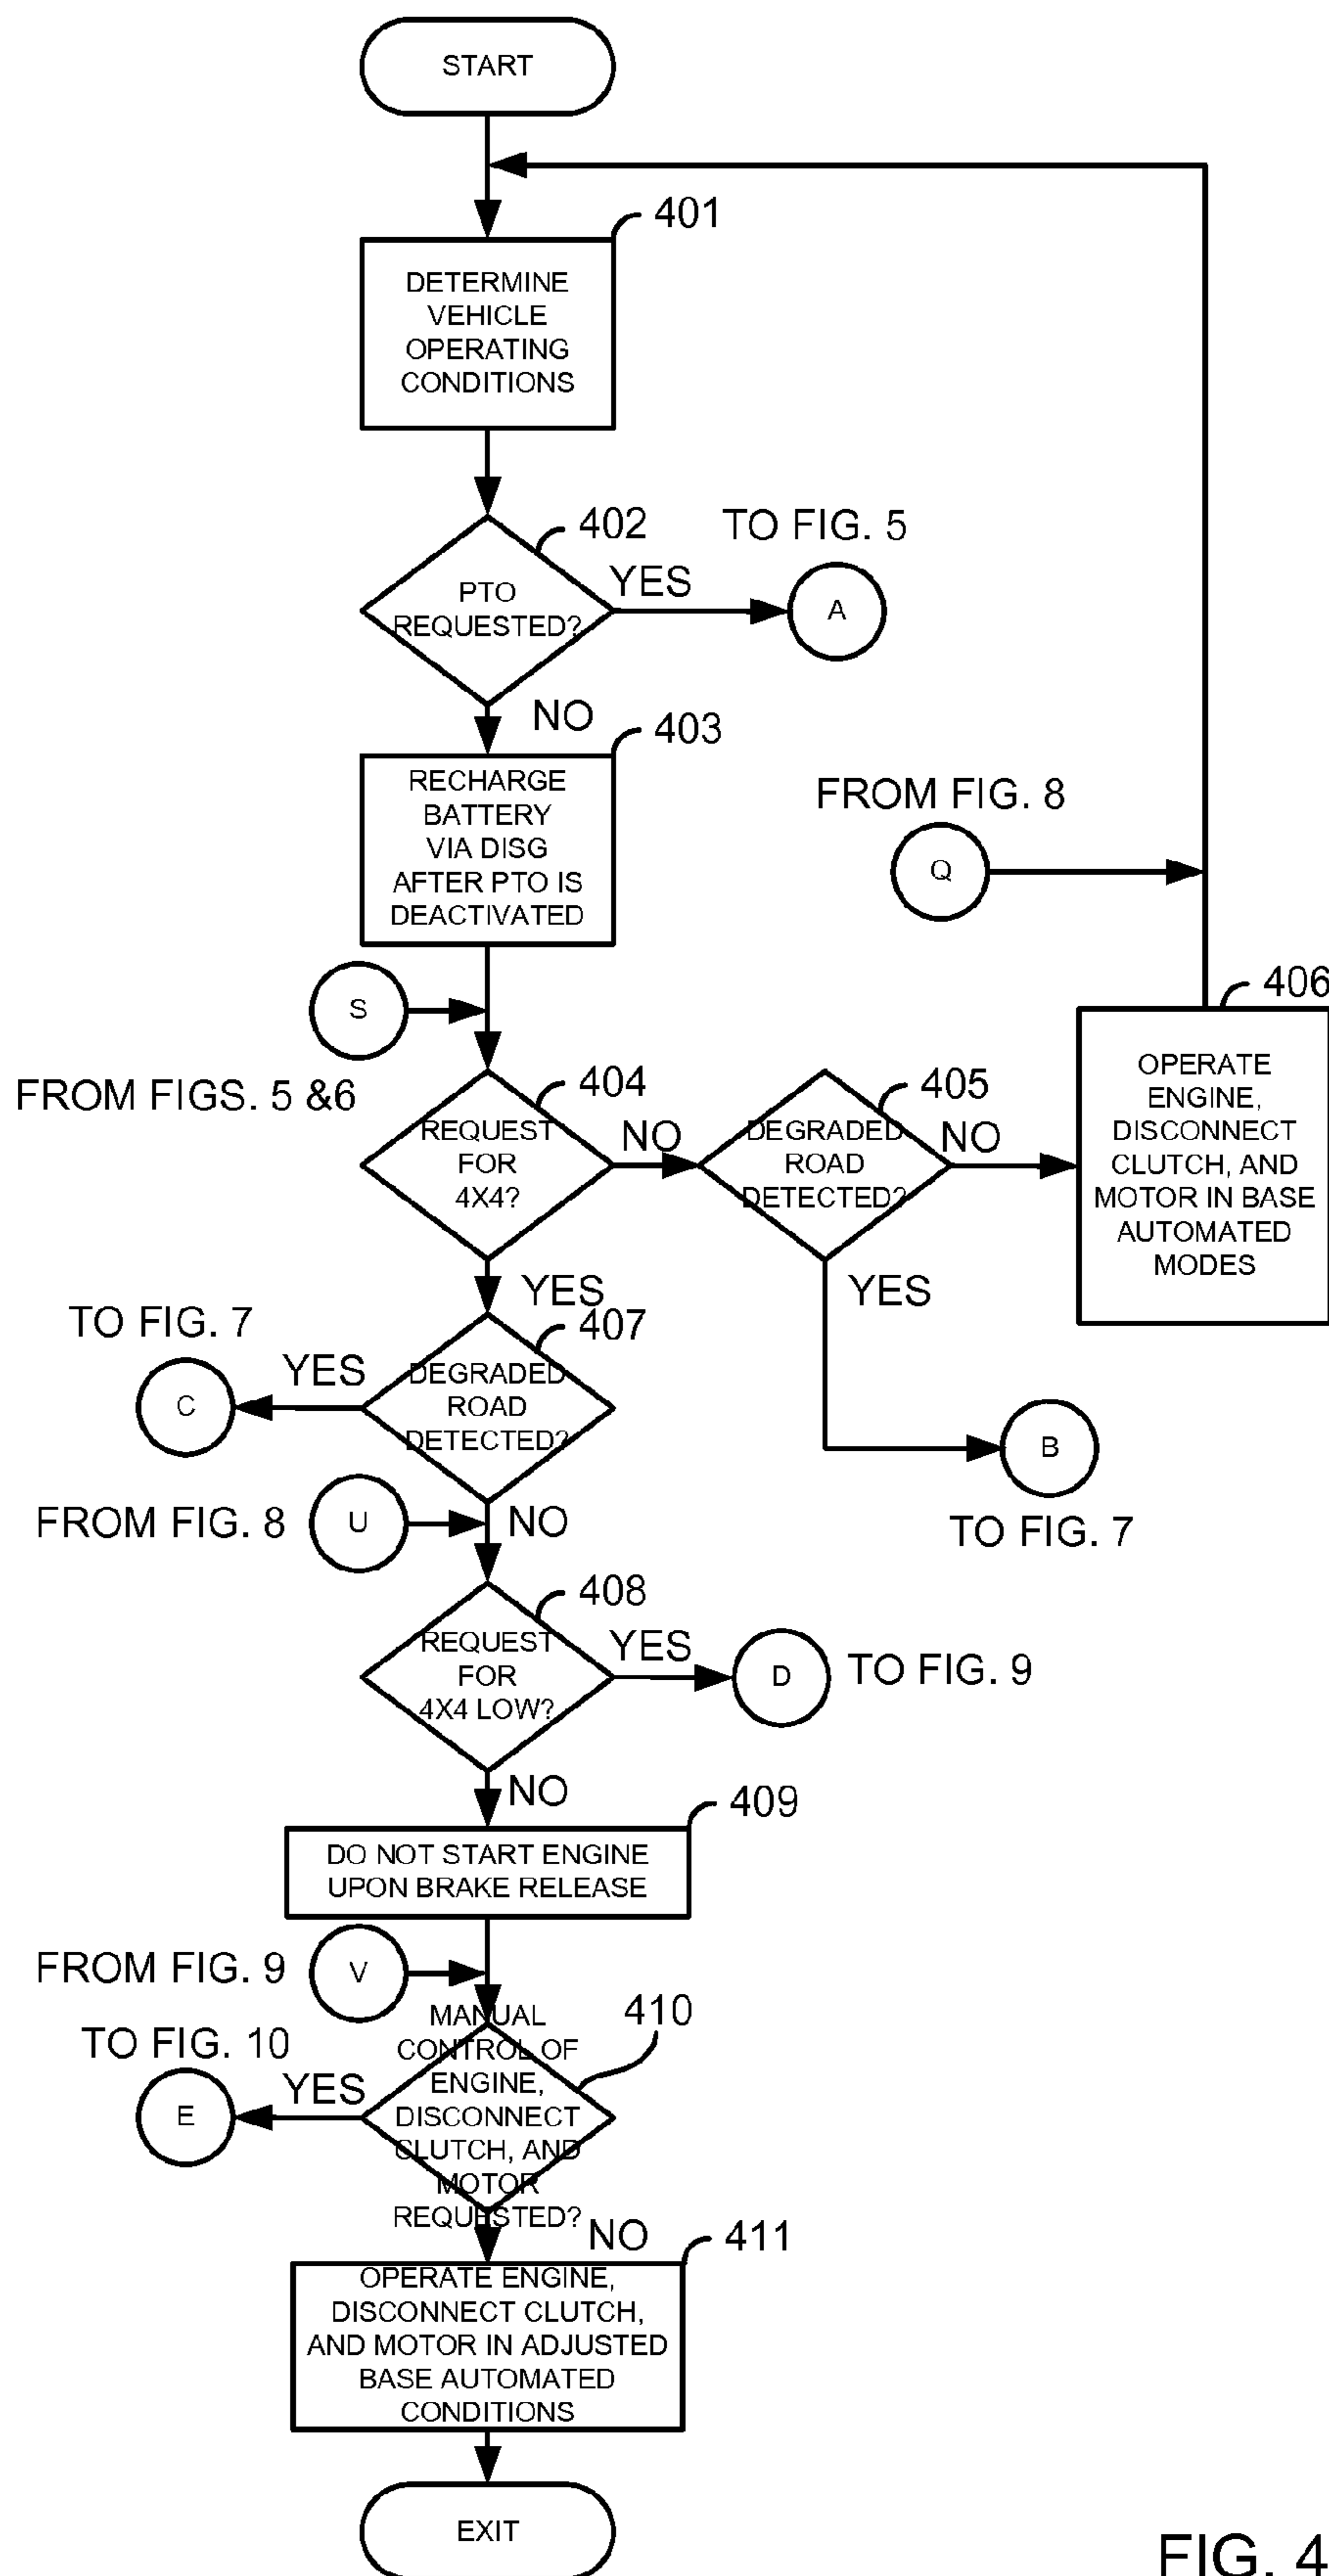 START
401
DETERMINE
VEHICLE
OPERATING
CONDITIONS
402
TO FIG. 5
PTO
REQUESTED?
YES
A
NO
403
RECHARGE
BATTERY
VIA DISG
AFTER PTO IS
DEACTIVATED
FROM FIG. 8
Q
S
FROM FIGS. 5 &6
404
REQUEST
FOR
4X4?
NO
405
DEGRADED
ROAD
DETECTED?
NO
406
OPERATE
ENGINE,
DISCONNECT
CLUTCH, AND
MOTOR IN BASE
AUTOMATED
MODES
YES
YES
B
TO FIG. 7
407
TO FIG. 7
YES
C
DEGRADED
ROAD
DETECTED?
FROM FIG. 8
U
NO
408
REQUEST
FOR
4X4 LOW?
YES
D
TO FIG. 9
NO
409
DO NOT START ENGINE
UPON BRAKE RELEASE
FROM FIG. 9
V
410
MANUAL
CONTROL OF
ENGINE,
DISCONNECT
CLUTCH, AND
MOTOR
REQUESTED?
TO FIG. 10
YES
E
NO
411
OPERATE ENGINE,
DISCONNECT CLUTCH,
AND MOTOR IN ADJUSTED
BASE AUTOMATED
CONDITIONS
EXIT
FIG. 4